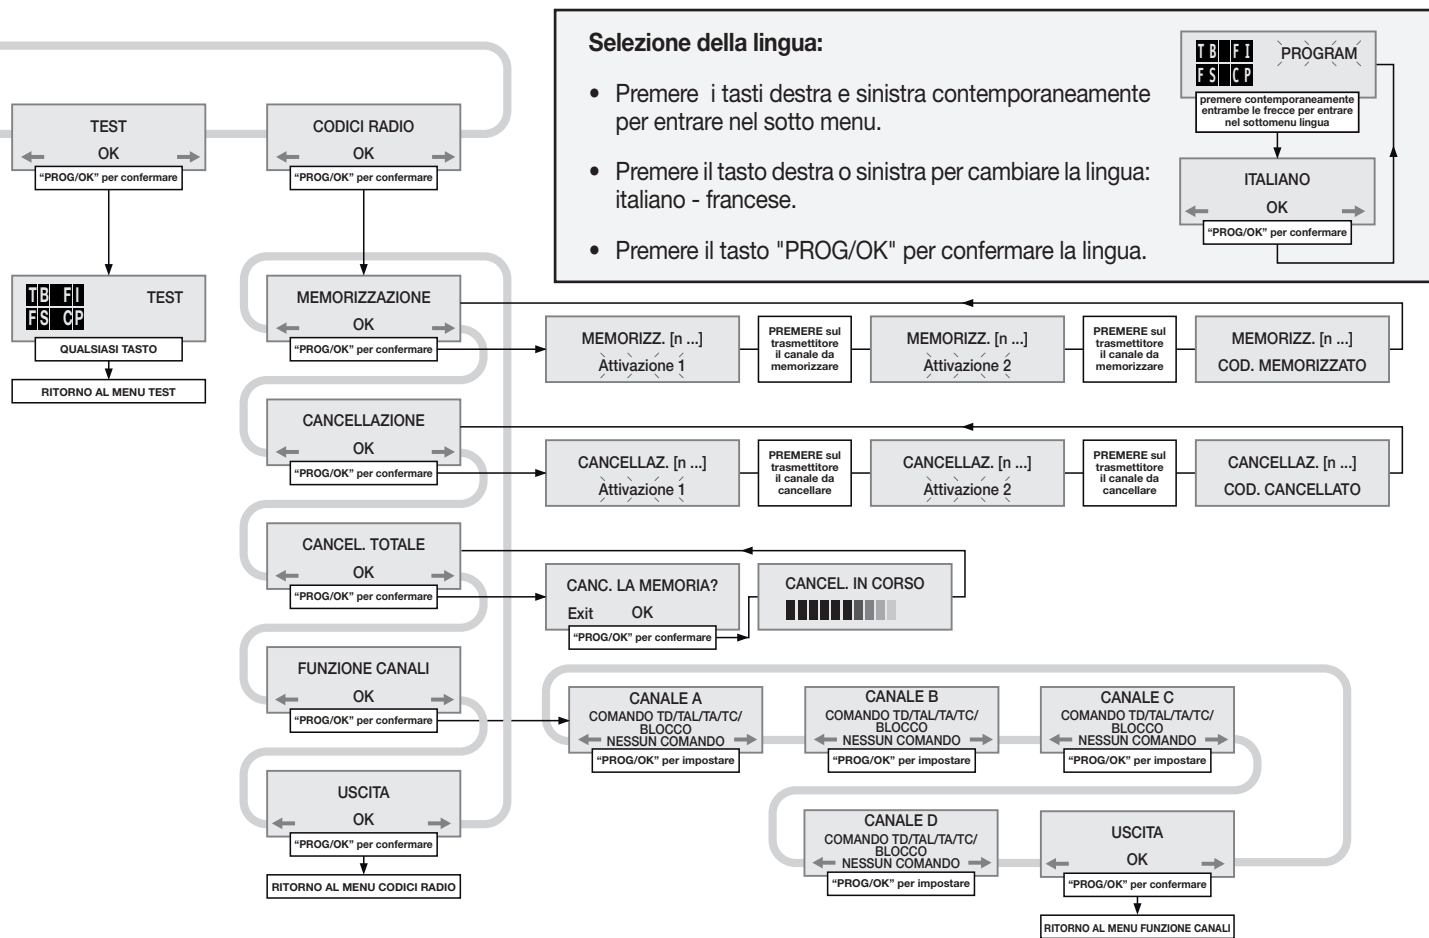 Selezione della lingua:
• Premere i tasti destra e sinistra contemporaneamente
per entrare nel sotto menu.
• Premere il tasto destra o sinistra per cambiare la lingua:
italiano - francese.
• Premere il tasto "PROG/OK" per confermare la lingua.
TB FI
FS CP
PROGRAM
premere contemporaneamente
entrambe le frecce per entrare
nel sottomenu lingua
ITALIANO
OK
"PROG/OK" per confermare
TEST
OK
"PROG/OK" per confermare
TB FI
FS CP
TEST
QUALSIASI TASTO
RITORNO AL MENU TEST
CODICI RADIO
OK
"PROG/OK" per confermare
MEMORIZZAZIONE
OK
"PROG/OK" per confermare
MEMORIZZ. [n ...]
Attivazione 1
PREMERE sul
trasmettitore
il canale da
memorizzare
MEMORIZZ. [n ...]
Attivazione 2
PREMERE sul
trasmettitore
il canale da
memorizzare
MEMORIZZ. [n ...]
COD. MEMORIZZATO
CANCELLAZIONE
OK
"PROG/OK" per confermare
CANCELLAZ. [n ...]
Attivazione 1
PREMERE sul
trasmettitore
il canale da
cancellare
CANCELLAZ. [n ...]
Attivazione 2
PREMERE sul
trasmettitore
il canale da
cancellare
CANCELLAZ. [n ...]
COD. CANCELLATO
CANCEL. TOTALE
OK
"PROG/OK" per confermare
CANC. LA MEMORIA?
Exit OK
"PROG/OK" per confermare
CANCEL. IN CORSO
FUNZIONE CANALI
OK
"PROG/OK" per confermare
CANALE A
COMANDO TD/TAL/TA/TC/
BLOCCO
NESSUN COMANDO
"PROG/OK" per impostare
CANALE B
COMANDO TD/TAL/TA/TC/
BLOCCO
NESSUN COMANDO
"PROG/OK" per impostare
CANALE C
COMANDO TD/TAL/TA/TC/
BLOCCO
NESSUN COMANDO
"PROG/OK" per impostare
CANALE D
COMANDO TD/TAL/TA/TC/
BLOCCO
NESSUN COMANDO
"PROG/OK" per impostare
USCITA
OK
"PROG/OK" per confermare
RITORNO AL MENU FUNZIONE CANALI
USCITA
OK
"PROG/OK" per confermare
RITORNO AL MENU CODICI RADIO